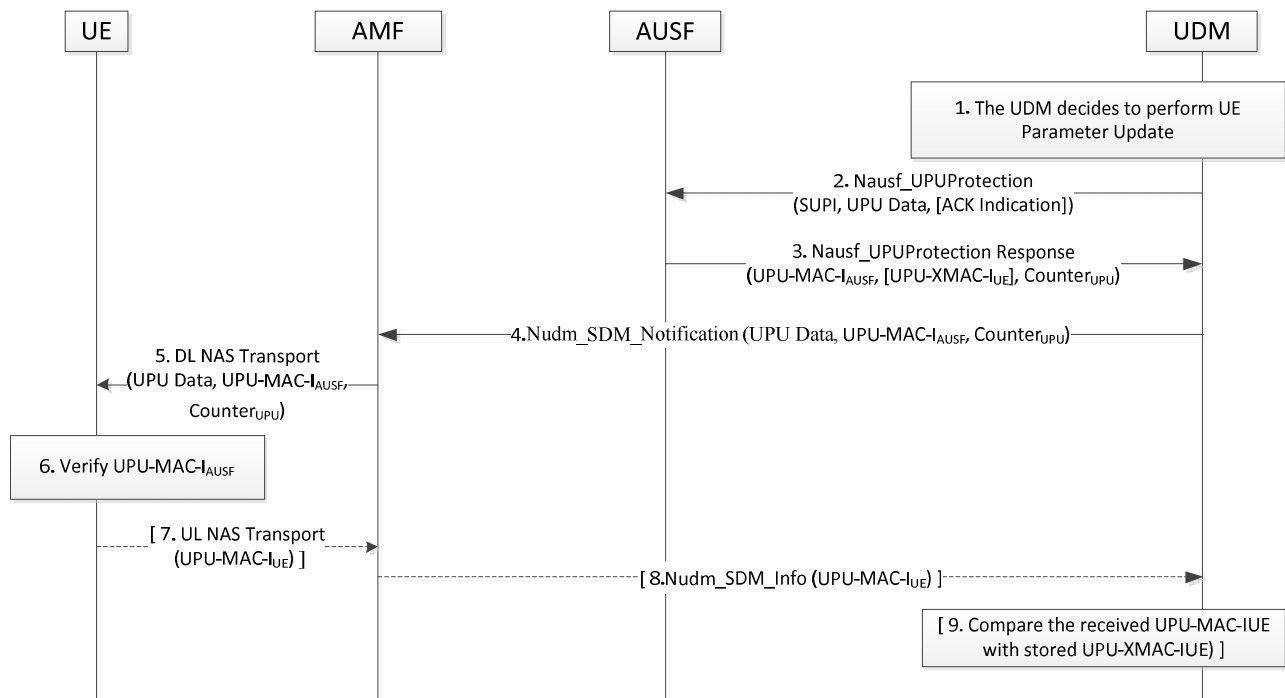 UE
AMF
AUSF
UDM
1. The UDM decides to perform UE
Parameter Update
2. Nausf_UPUProtection
(SUPI, UPU Data, [ACK Indication])
3. Nausf_UPUProtection Response
(UPU-MAC-IAUSF, [UPU-XMAC-IUE], CounterUPU)
4.Nudm_SDM_Notification (UPU Data, UPU-MAC-IAUSF, CounterUPU)
5. DL NAS Transport
(UPU Data, UPU-MAC-IAUSF,
CounterUPU)
6. Verify UPU-MAC-IAUSF
[ 7. UL NAS Transport
(UPU-MAC-IUE) ]
[ 8.Nudm_SDM_Info (UPU-MAC-IUE) ]
[ 9. Compare the received UPU-MAC-IUE
with stored UPU-XMAC-IUE) ]